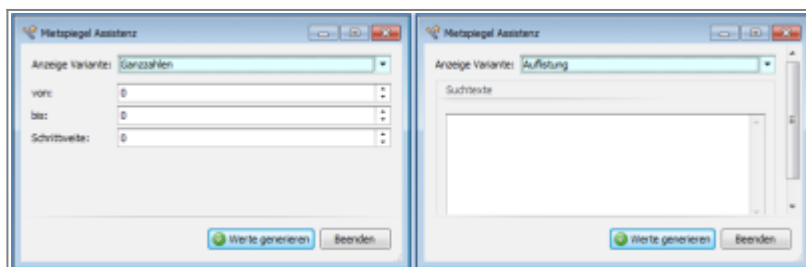 Mietspiegel Assistenz
Anzeige Variante: Ganzzahlen
von: 0
bis: 0
Schrittweite: 0
Werte generieren Beenden
Mietspiegel Assistenz
Anzeige Variante: Auflistung
Suchtexte
Werte generieren Beenden